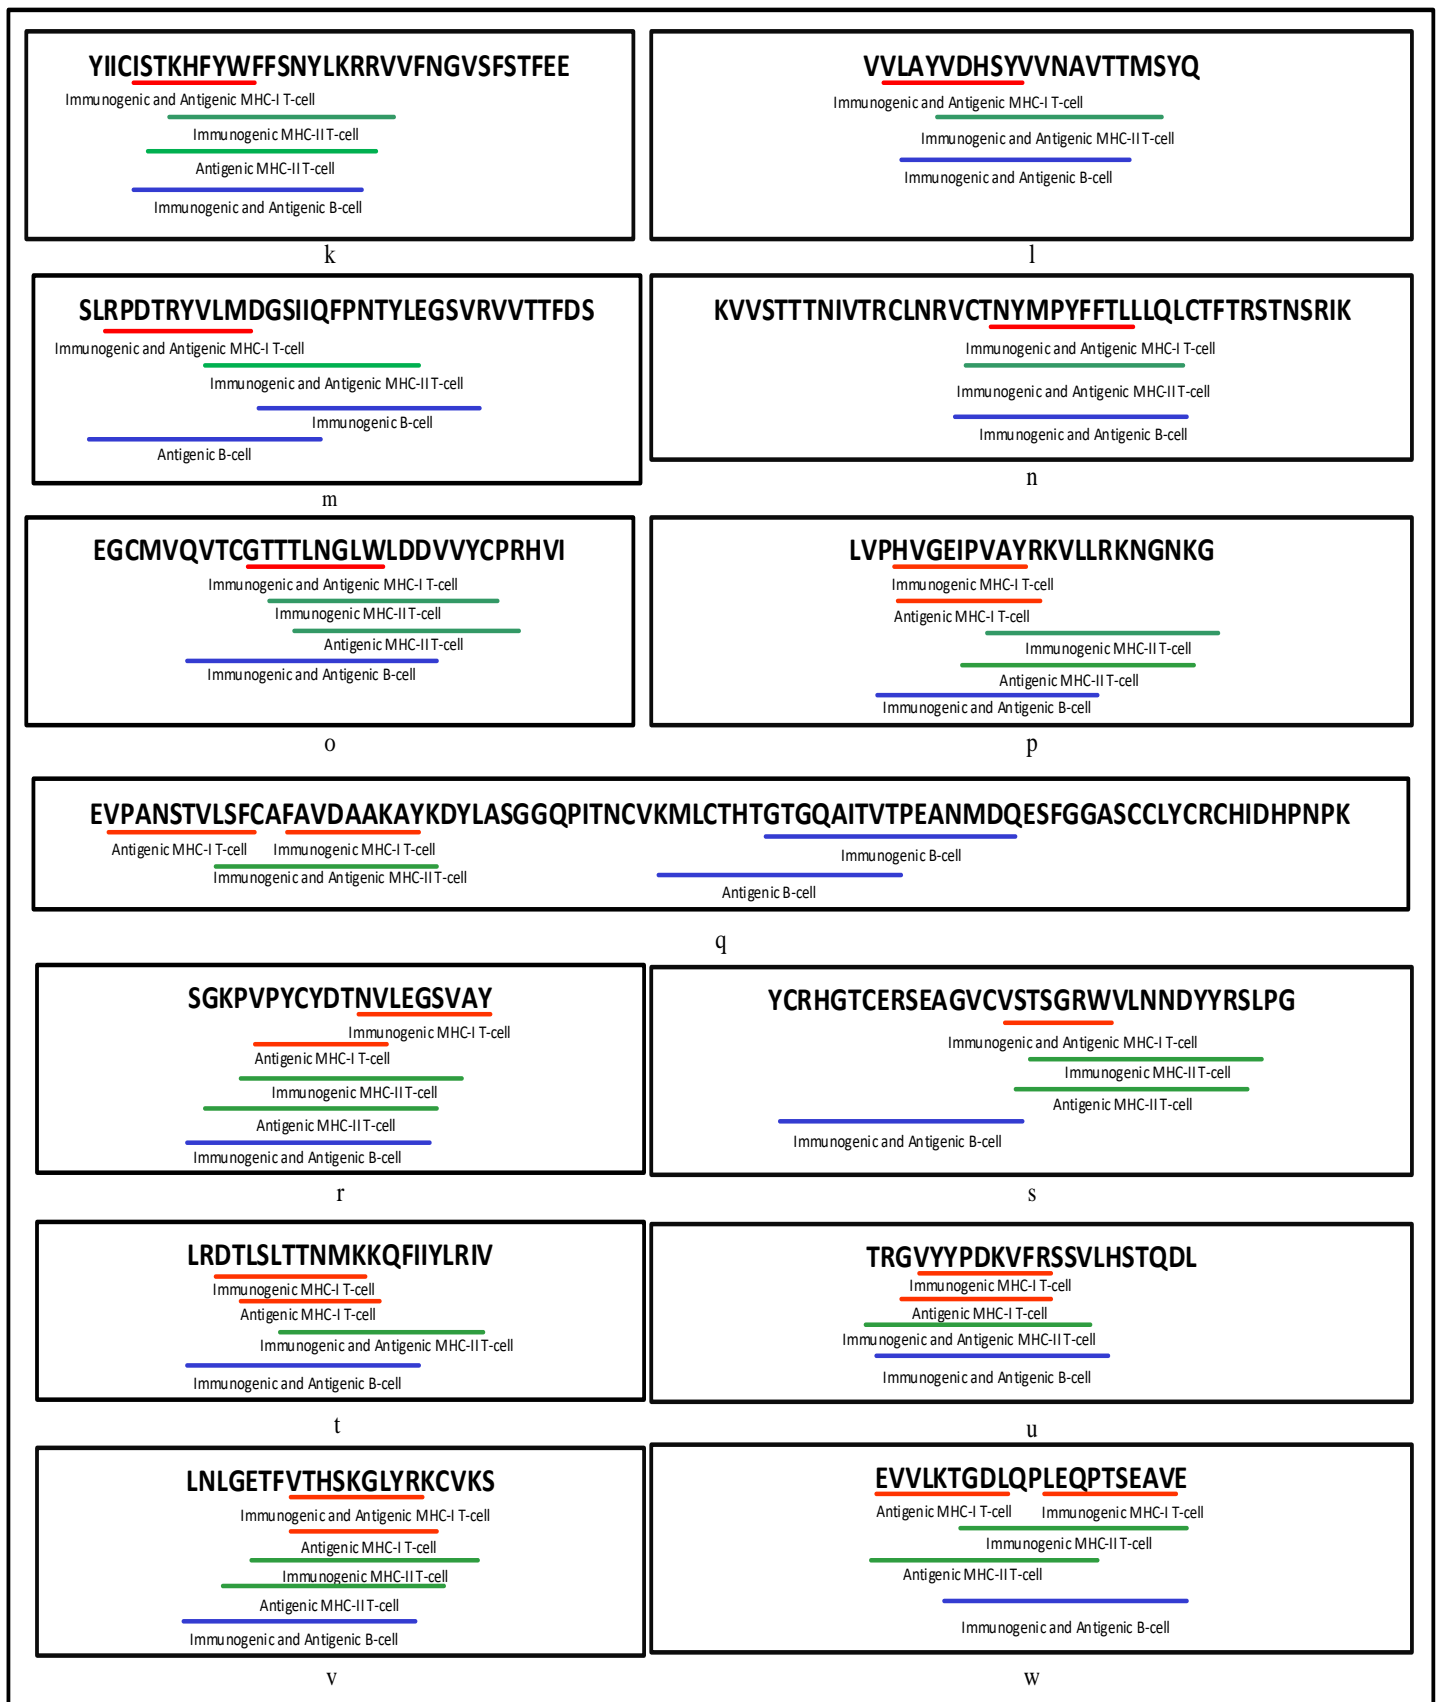 YIICISTKHFYWFFSNYLKRRVVFNGVSFSTFEE
Immunogenic and Antigenic MHC-I T-cell
Immunogenic MHC-II T-cell
Antigenic MHC-II T-cell
Immunogenic and Antigenic B-cell
k
VVLAYVDHSYVVNAVTTMSYQ
Immunogenic and Antigenic MHC-I T-cell
Immunogenic and Antigenic MHC-II T-cell
Immunogenic and Antigenic B-cell
l
SLRPDTRYVLMDGSIIQFPNTYLEGSVRVVTTFDS
Immunogenic and Antigenic MHC-I T-cell
Immunogenic and Antigenic MHC-II T-cell
Immunogenic B-cell
Antigenic B-cell
m
KVVSTTTNIVTRCLNRVCTNYMPYFFTLLLQLCTFTRSTNSRIK
Immunogenic and Antigenic MHC-I T-cell
Immunogenic and Antigenic MHC-II T-cell
Immunogenic and Antigenic B-cell
n
EGCMVQVTCGTTTLNGLWLDDVVYCPRHVI
Immunogenic and Antigenic MHC-I T-cell
Immunogenic MHC-II T-cell
Antigenic MHC-II T-cell
Immunogenic and Antigenic B-cell
o
LVPHVGEIPVAYRKVLLRKNGNKG
Immunogenic MHC-I T-cell
Antigenic MHC-I T-cell
Immunogenic MHC-II T-cell
Antigenic MHC-II T-cell
Immunogenic and Antigenic B-cell
p
EVPANSTVLSFCAFAVDAAKAYKDYLASGGQPITNCVKMLCTHTGTGQAITVTPEANMDQESFGGASCCLYCRCHIDHPNPK
Antigenic MHC-I T-cell Immunogenic MHC-I T-cell
Immunogenic B-cell
Immunogenic and Antigenic MHC-II T-cell
Antigenic B-cell
q
SGKPVPYCYDTNVLEGSVAY
Immunogenic MHC-I T-cell
Antigenic MHC-I T-cell
Immunogenic MHC-II T-cell
Antigenic MHC-II T-cell
Immunogenic and Antigenic B-cell
r
YCRHGTCERSEAGVCVSTSGRWVLNNDYYRSLPG
Immunogenic and Antigenic MHC-I T-cell
Immunogenic MHC-II T-cell
Antigenic MHC-II T-cell
Immunogenic and Antigenic B-cell
s
LRDTLSLTTNMKKQFIIYLRIV
Immunogenic MHC-I T-cell
Antigenic MHC-I T-cell
Immunogenic and Antigenic MHC-II T-cell
Immunogenic and Antigenic B-cell
t
TRGVYYPDKVFRSSVLHSTQDL
Immunogenic MHC-I T-cell
Antigenic MHC-I T-cell
Immunogenic and Antigenic MHC-II T-cell
Immunogenic and Antigenic B-cell
u
LNLGETFVTHSKGLYRKCVKS
Immunogenic and Antigenic MHC-I T-cell
Antigenic MHC-I T-cell
Immunogenic MHC-II T-cell
Antigenic MHC-II T-cell
Immunogenic and Antigenic B-cell
v
EVVLKTGDLQPLEQPTSEAVE
Antigenic MHC-I T-cell Immunogenic MHC-I T-cell
Immunogenic MHC-II T-cell
Antigenic MHC-II T-cell
Immunogenic and Antigenic B-cell
w